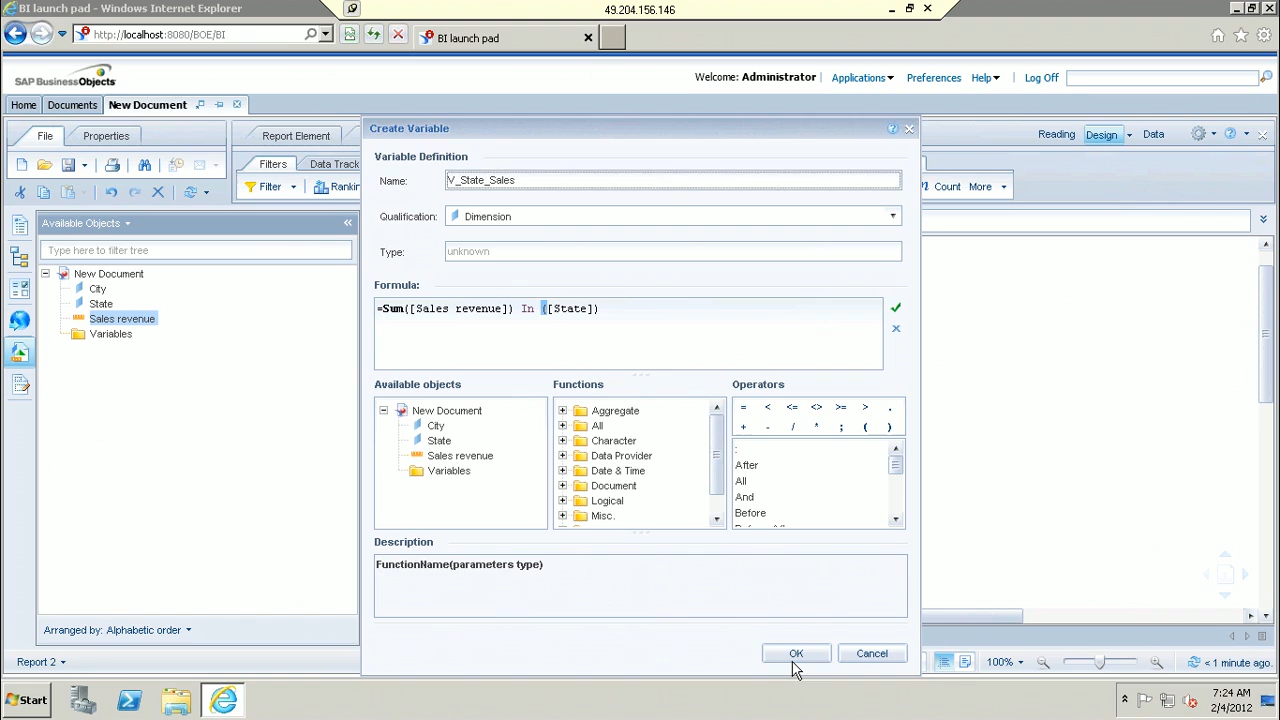 BI launch pad - Windows Internet Explorer
49.204.156.146
http://localhost:8080/BOE/BI
BI launch pad
SAP BusinessObjects
Welcome: Administrator
Applications
Preferences
Help
Log Off
Home
Documents
New Document
File
Properties
Report Element
Reading
Design
Data
Filters
Data Track
Filter
Rankin
Count
More
Available Objects
Type here to filter tree
New Document
City
State
Sales revenue
Variables
Arranged by: Alphabetic order
Report 2
Create Variable
Variable Definition
Name:
V_State_Sales
Qualification:
Dimension
Type:
unknown
Formula:
=Sum([Sales revenue]) In ([State])
Available objects
New Document
City
State
Sales revenue
Variables
Functions
Aggregate
All
Character
Data Provider
Date & Time
Document
Logical
Misc.
Operators
= < <= <> >= > .
+ - / * ; ( )
:
After
All
And
Before
Description
FunctionName(parameters type)
OK
Cancel
100%
< 1 minute ago.
Start
7:24 AM
2/4/2012